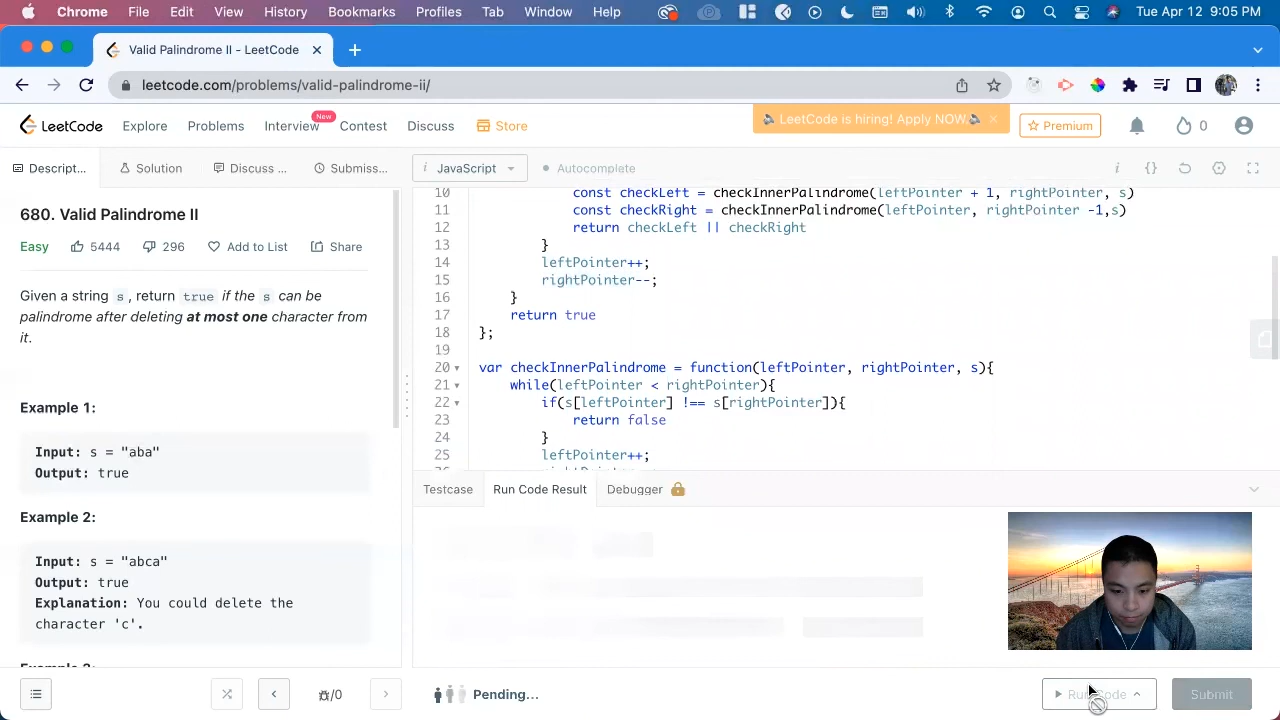 Chrome File Edit View History Bookmarks Profiles Tab Window Help Tue Apr 12 9:05 PM
Valid Palindrome II - LeetCode
leetcode.com/problems/valid-palindrome-ii/
LeetCode Explore Problems Interview New Contest Discuss Store LeetCode is hiring! Apply NOW Premium 0
Descript... Solution Discuss ... Submiss... i JavaScript Autocomplete i {}
680. Valid Palindrome II
Easy 5444 296 Add to List Share
Given a string s, return true if the s can be
palindrome after deleting at most one character from
it.
Example 1:
Input: s = "aba"
Output: true
Example 2:
Input: s = "abca"
Output: true
Explanation: You could delete the
character 'c'.
10 const checkLeft = checkInnerPalindrome(leftPointer + 1, rightPointer, s)
11 const checkRight = checkInnerPalindrome(leftPointer, rightPointer -1,s)
12 return checkLeft || checkRight
13 }
14 leftPointer++;
15 rightPointer--;
16 }
17 return true
18 };
19
20 var checkInnerPalindrome = function(leftPointer, rightPointer, s){
21 while(leftPointer < rightPointer){
22 if(s[leftPointer] !== s[rightPointer]){
23 return false
24 }
25 leftPointer++;
Testcase Run Code Result Debugger
/0 Pending... Run Code Submit